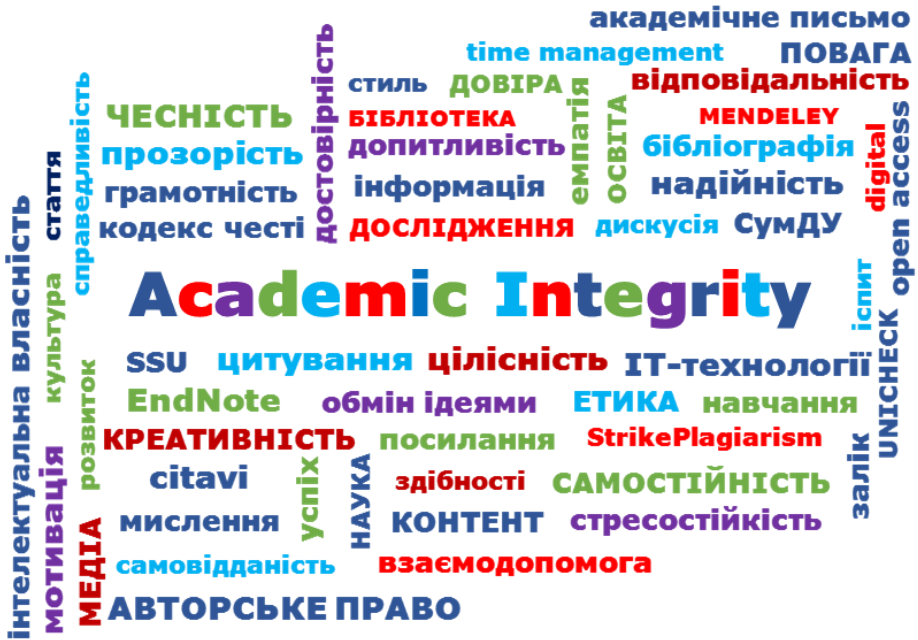 академічне письмо
time management
ПОВАГА
стиль
ДОВІРА
відповідальність
ЧЕСНІСТЬ
БІБЛІОТЕКА
MENDELEY
прозорість
допитливість
бібліографія
грамотність
інформація
надійність
кодекс честі
ДОСЛІДЖЕННЯ
дискусія
СумДУ
достовірність
емпатія
ОСВІТА
digital
open access
стаття
справедливість
Academic Integrity
інтелектуальна власність
культура
іспит
UNICHECK
SSU
цитування
цілісність
ІТ-технології
EndNote
обмін ідеями
ЕТИКА
навчання
розвиток
КРЕАТИВНІСТЬ
посилання
StrikePlagiarism
мотивація
citavi
успіх
НАУКА
здібності
САМОСТІЙНІСТЬ
залік
мислення
КОНТЕНТ
стресостійкість
МЕДІА
самовідданість
взаємодопомога
АВТОРСЬКЕ ПРАВО